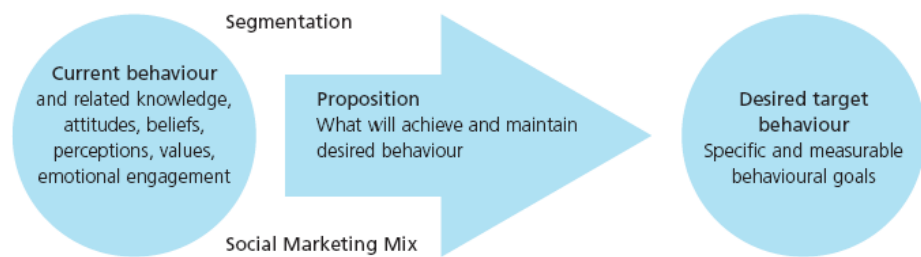 Segmentation
Current behaviour
and related knowledge,
attitudes, beliefs,
perceptions, values,
emotional engagement
Proposition
What will achieve and maintain
desired behaviour
Desired target
behaviour
Specific and measurable
behavioural goals
Social Marketing Mix